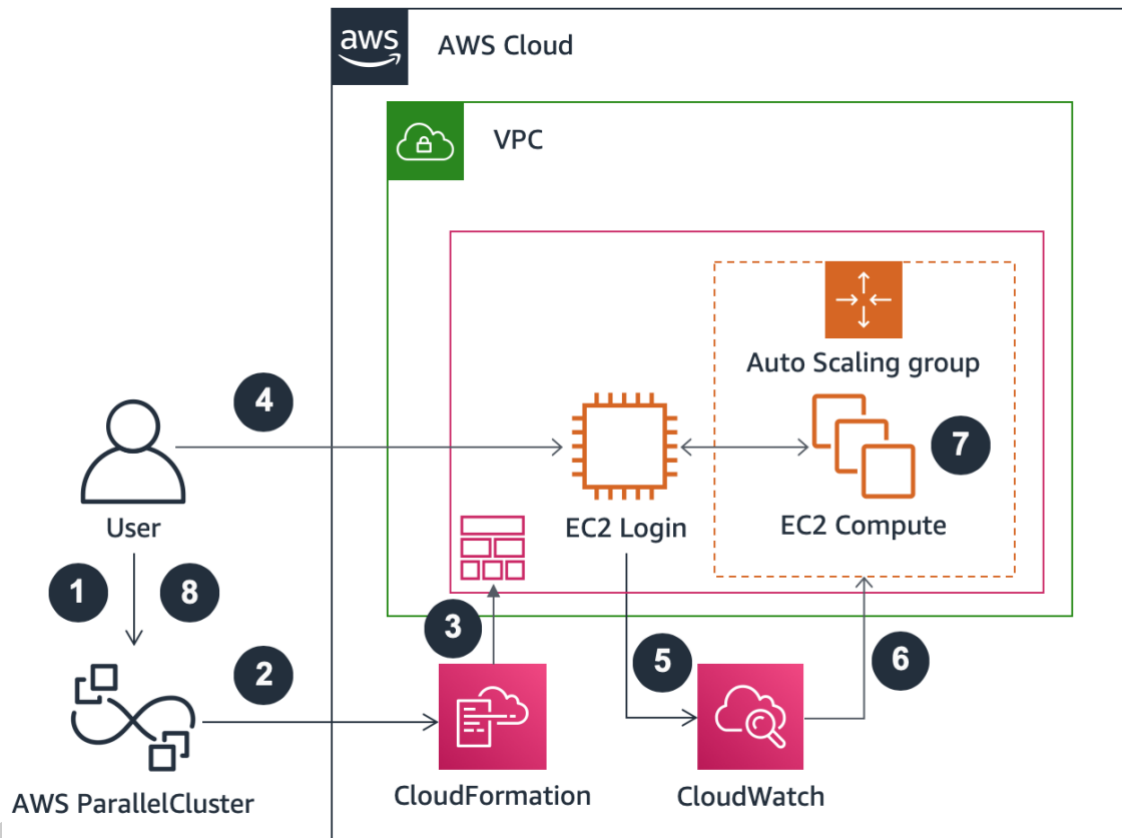 aws
AWS Cloud
VPC
Auto Scaling group
4
7
User
EC2 Login
EC2 Compute
1
8
3
2
5
6
AWS ParallelCluster
CloudFormation
CloudWatch